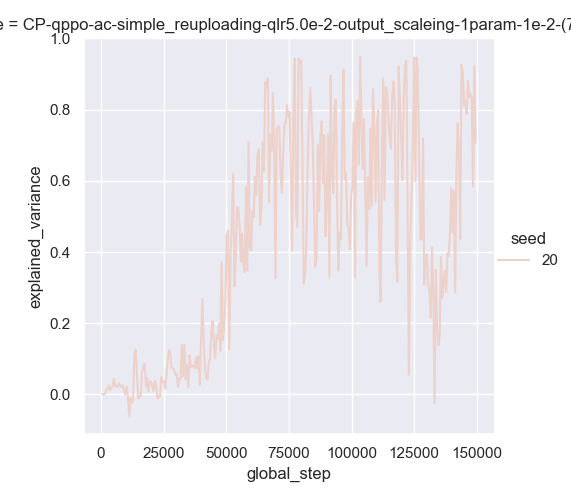 e = CP-qppo-ac-simple_reuploading-qlr5.0e-2-output_scaleing-1param-1e-2-(7
1.0
0.8
0.6
0.4
0.2
0.0
explained_variance
0 25000 50000 75000 100000 125000 150000
global_step
seed
20